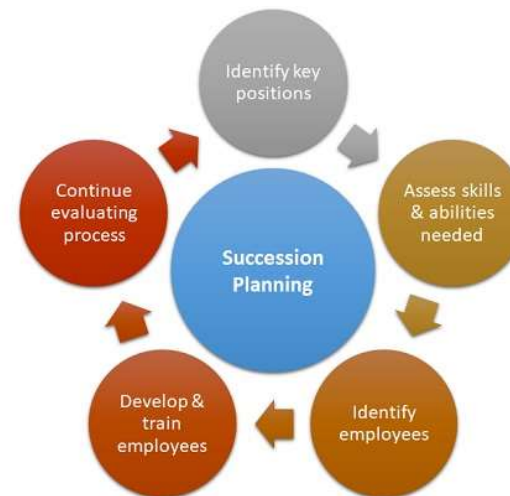 Identify key
positions
Assess skills
& abilities
needed
Identify
employees
Develop &
train
employees
Continue
evaluating
process
Succession
Planning